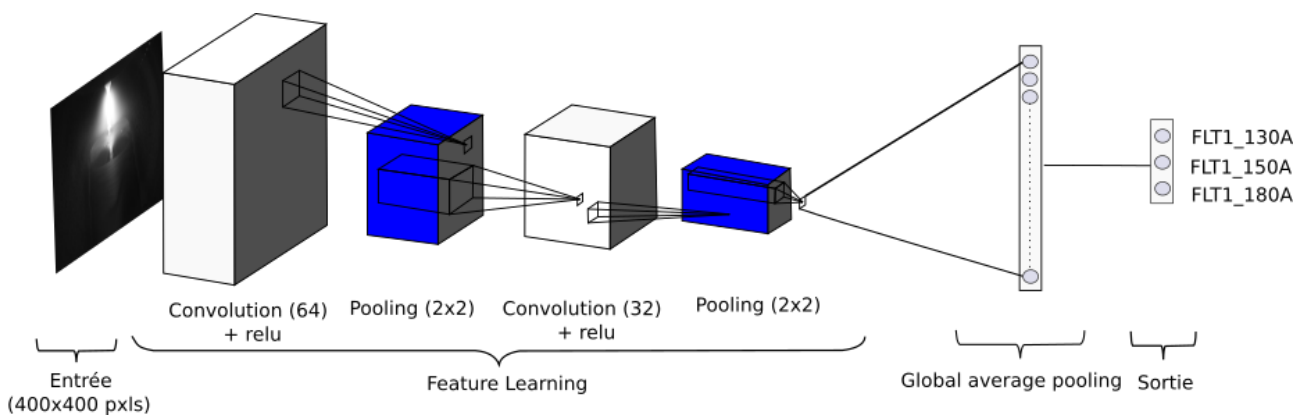 FLT1_130A
FLT1_150A
FLT1_180A
Convolution (64)
+ relu
Pooling (2x2)
Convolution (32)
+ relu
Pooling (2x2)
Entrée
(400x400 pxls)
Feature Learning
Global average pooling
Sortie